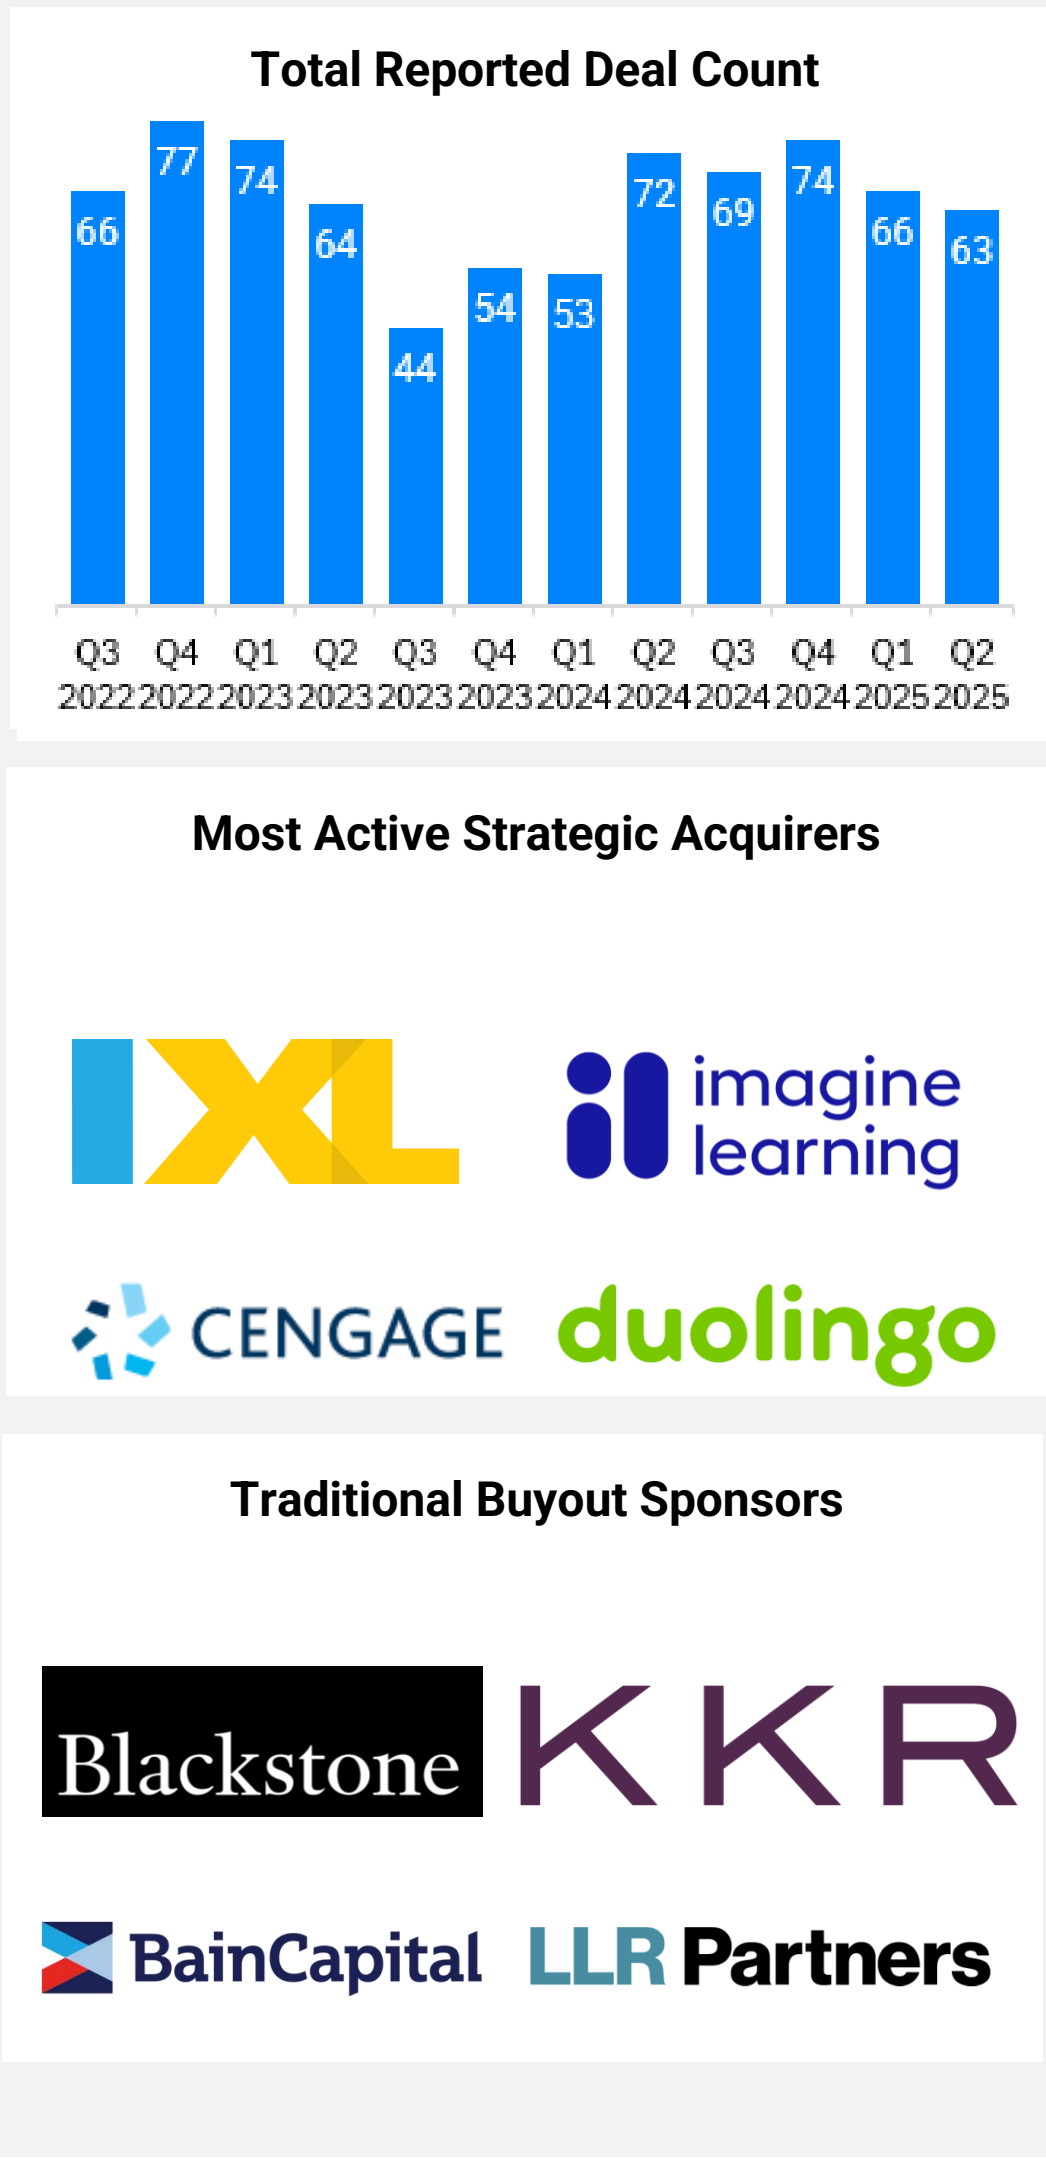 Total Reported Deal Count
66
77
74
64
44
54
53
72
69
74
66
63
Q3 Q4 Q1 Q2 Q3 Q4 Q1 Q2 Q3 Q4 Q1 Q2
2022 2022 2023 2023 2023 2023 2024 2024 2024 2024 2025 2025
Most Active Strategic Acquirers
IXL
imagine
learning
CENGAGE
duolingo
Traditional Buyout Sponsors
Blackstone
KKR
BainCapital
LLR Partners